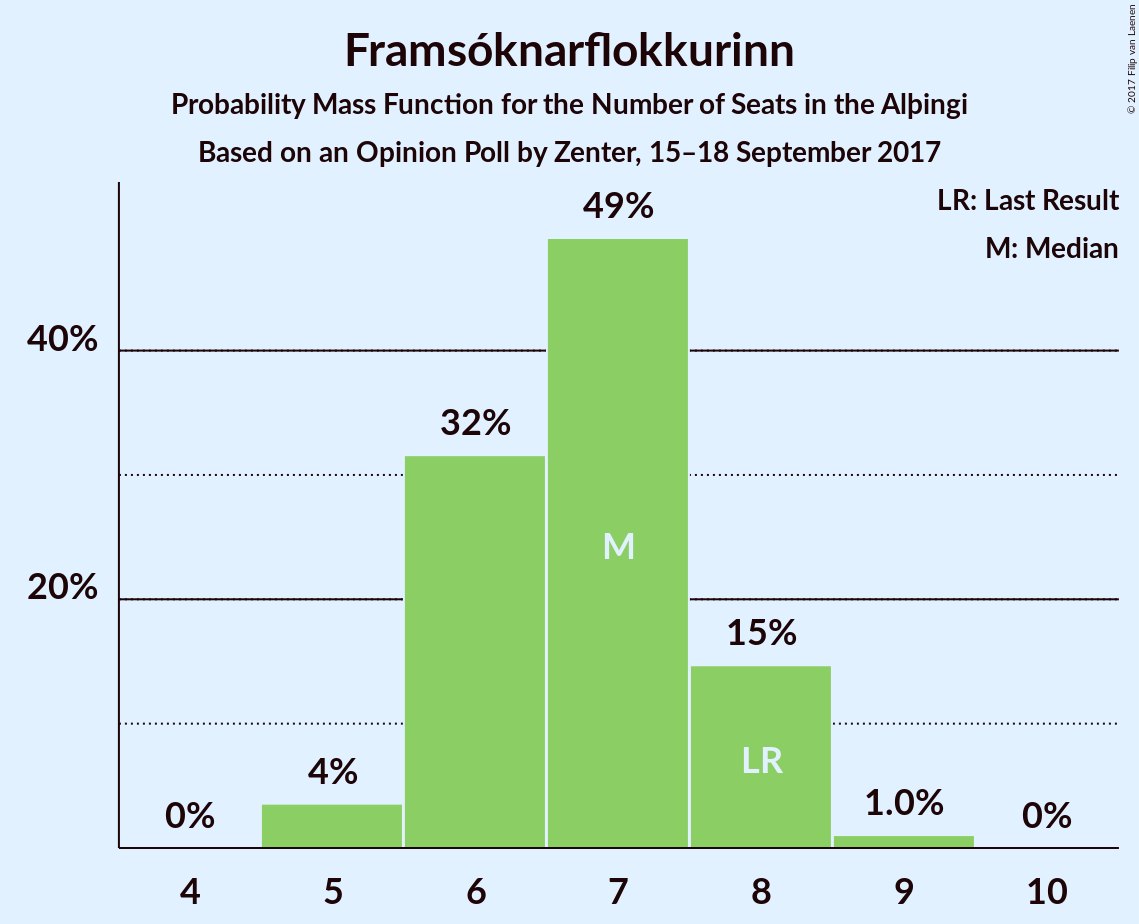 Framsóknarflokkurinn
Probability Mass Function for the Number of Seats in the Alþingi
Based on an Opinion Poll by Zenter, 15–18 September 2017
© 2017 Filip van Laenen
LR: Last Result
M: Median
49%
40%
32%
M
20%
15%
LR
4%
1.0%
0%
0%
4 5 6 7 8 9 10